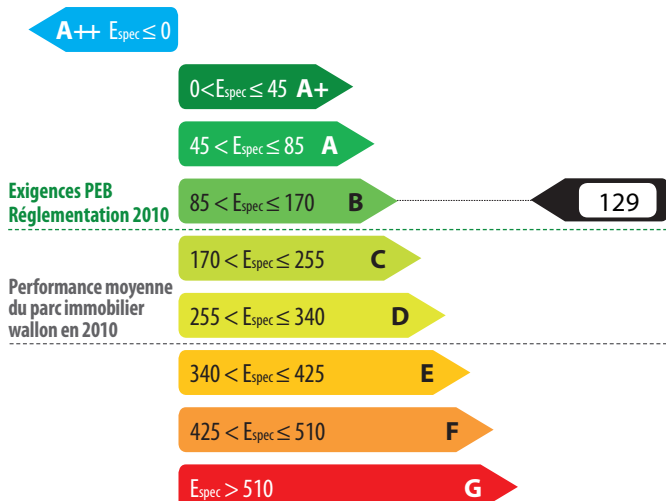 A++ Espec ≤ 0
0<Espec ≤ 45 A+
45 < Espec ≤ 85 A
Exigences PEB
Réglementation 2010
85 < Espec ≤ 170 B
129
170 < Espec ≤ 255 C
Performance moyenne
du parc immobilier
wallon en 2010
255 < Espec ≤ 340 D
340 < Espec ≤ 425 E
425 < Espec ≤ 510 F
Espec > 510 G